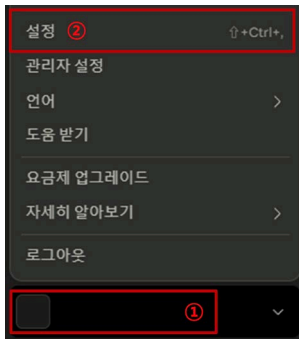 설정 ② ⇧+Ctrl+,
관리자 설정
언어
도움 받기
요금제 업그레이드
자세히 알아보기
로그아웃
①